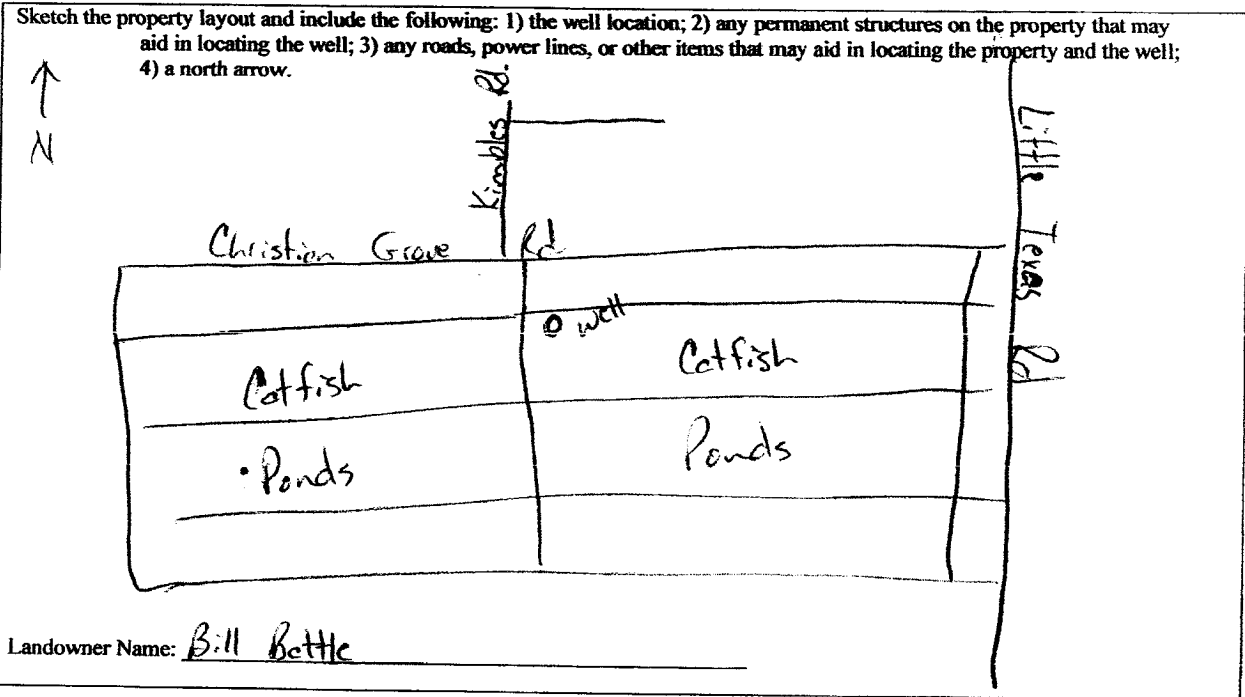 Sketch the property layout and include the following: 1) the well location; 2) any permanent structures on the property that may
aid in locating the well; 3) any roads, power lines, or other items that may aid in locating the property and the well;
4) a north arrow.
N
Kimbles Rd.
Little Texas Rd
Christian Grove Rd
well
Catfish
Ponds
Catfish
Ponds
Landowner Name: Bill Battle